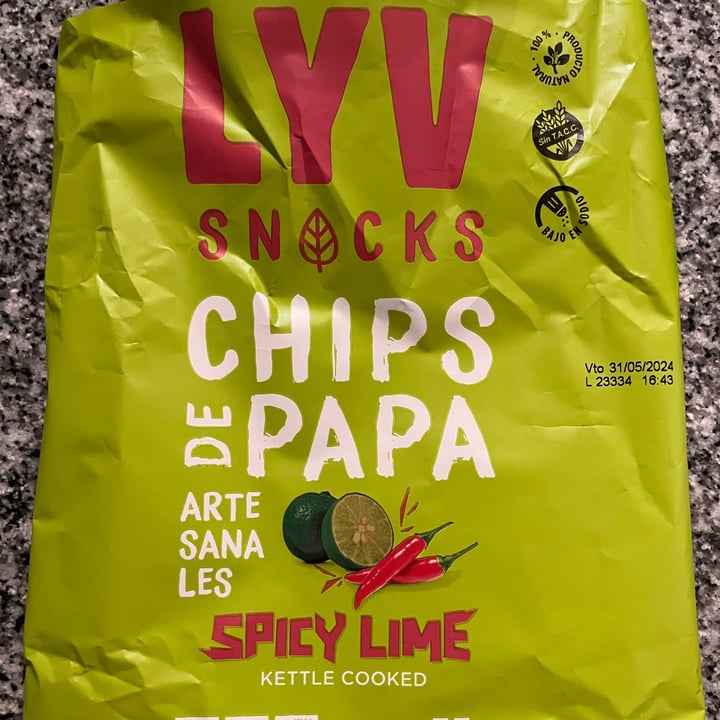 LYV
SNACKS
CHIPS
DE PAPA
ARTE
SANA
LES
SPICY LIME
KETTLE COOKED
100% · PRODUCTO NATURAL ·
Sin T.A.C.C.
BAJO EN SODIO
Vto 31/05/2024
L 23334 16:43